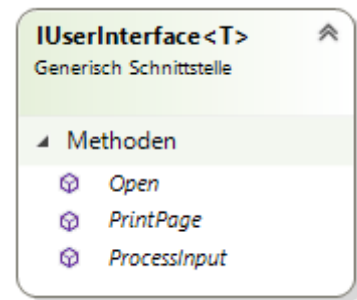 IUserInterface<T>
Generisch Schnittstelle
Methoden
Open
PrintPage
ProcessInput